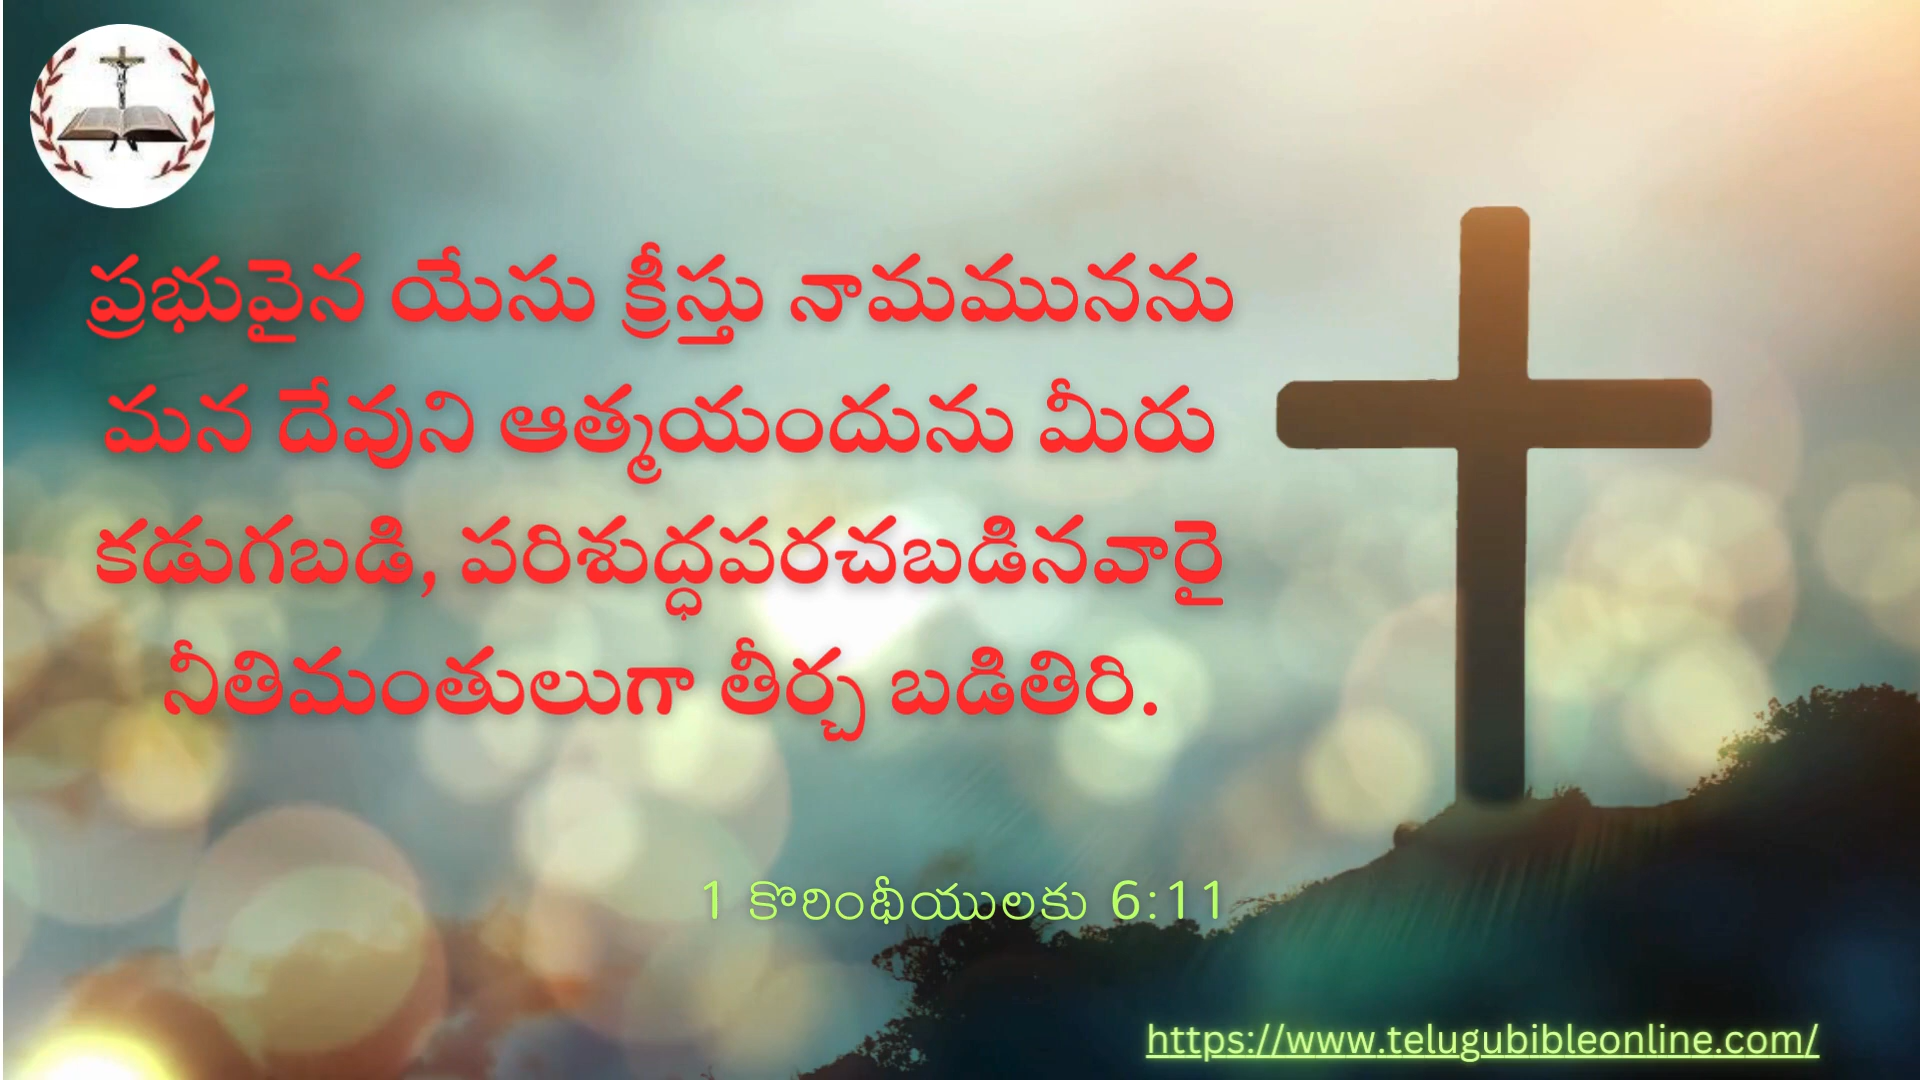 ప్రభువైన యేసు క్రీస్తు నామమునను
మన దేవుని ఆత్మయందును మీరు
కడుగబడి, పరిశుద్ధపరచబడినవారై
నీతిమంతులుగా తీర్చ బడితిరి.
1 కొరింథీయులకు 6:11
https://www.telugubibleonline.com/